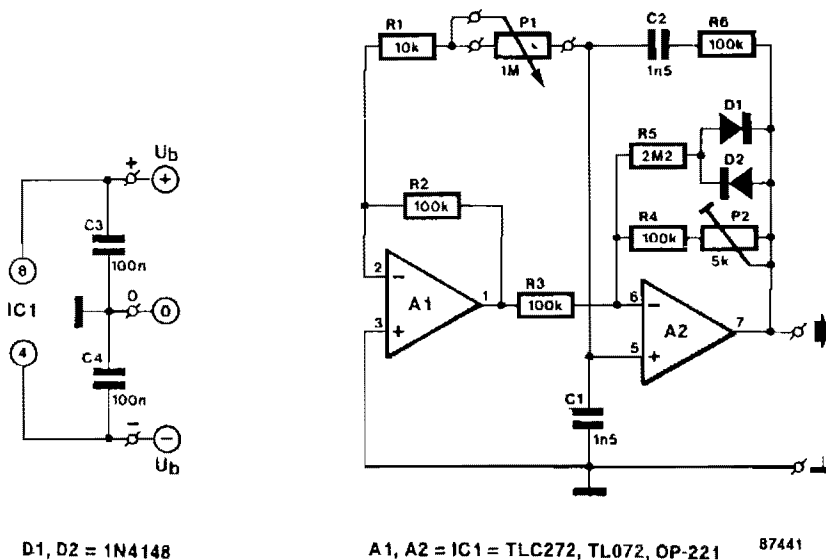 R1
10k
P1
1M
C2
1n5
R6
100k
D1
D2
R5
2M2
R2
100k
R4
100k
P2
5k
R3
100k
2
−
3
+
A1
1
6
−
5
+
A2
7
C1
1n5
+
Ub
+
C3
100n
8
IC1
0
0
4
C4
100n
−
−
Ub
D1, D2 = 1N4148
A1, A2 = IC1 = TLC272, TL072, OP-221
87441